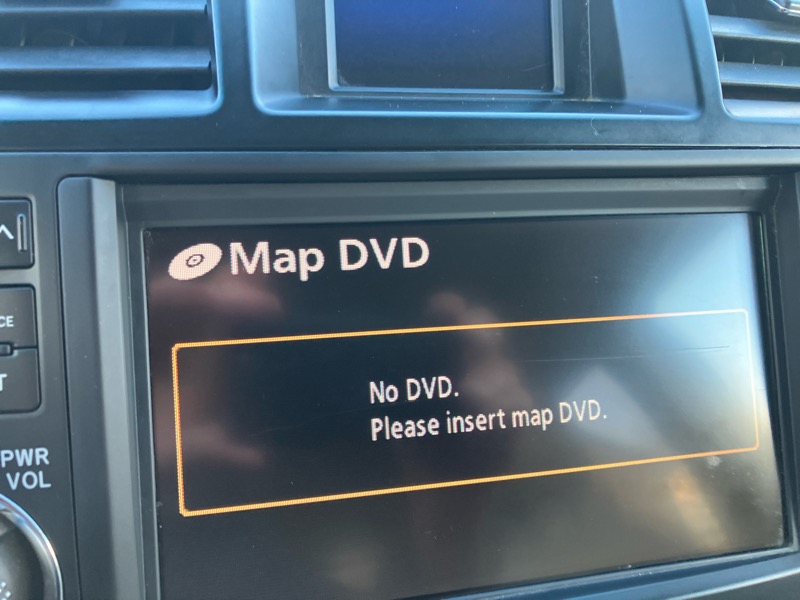 Map DVD
No DVD.
Please insert map DVD.
PWR
VOL